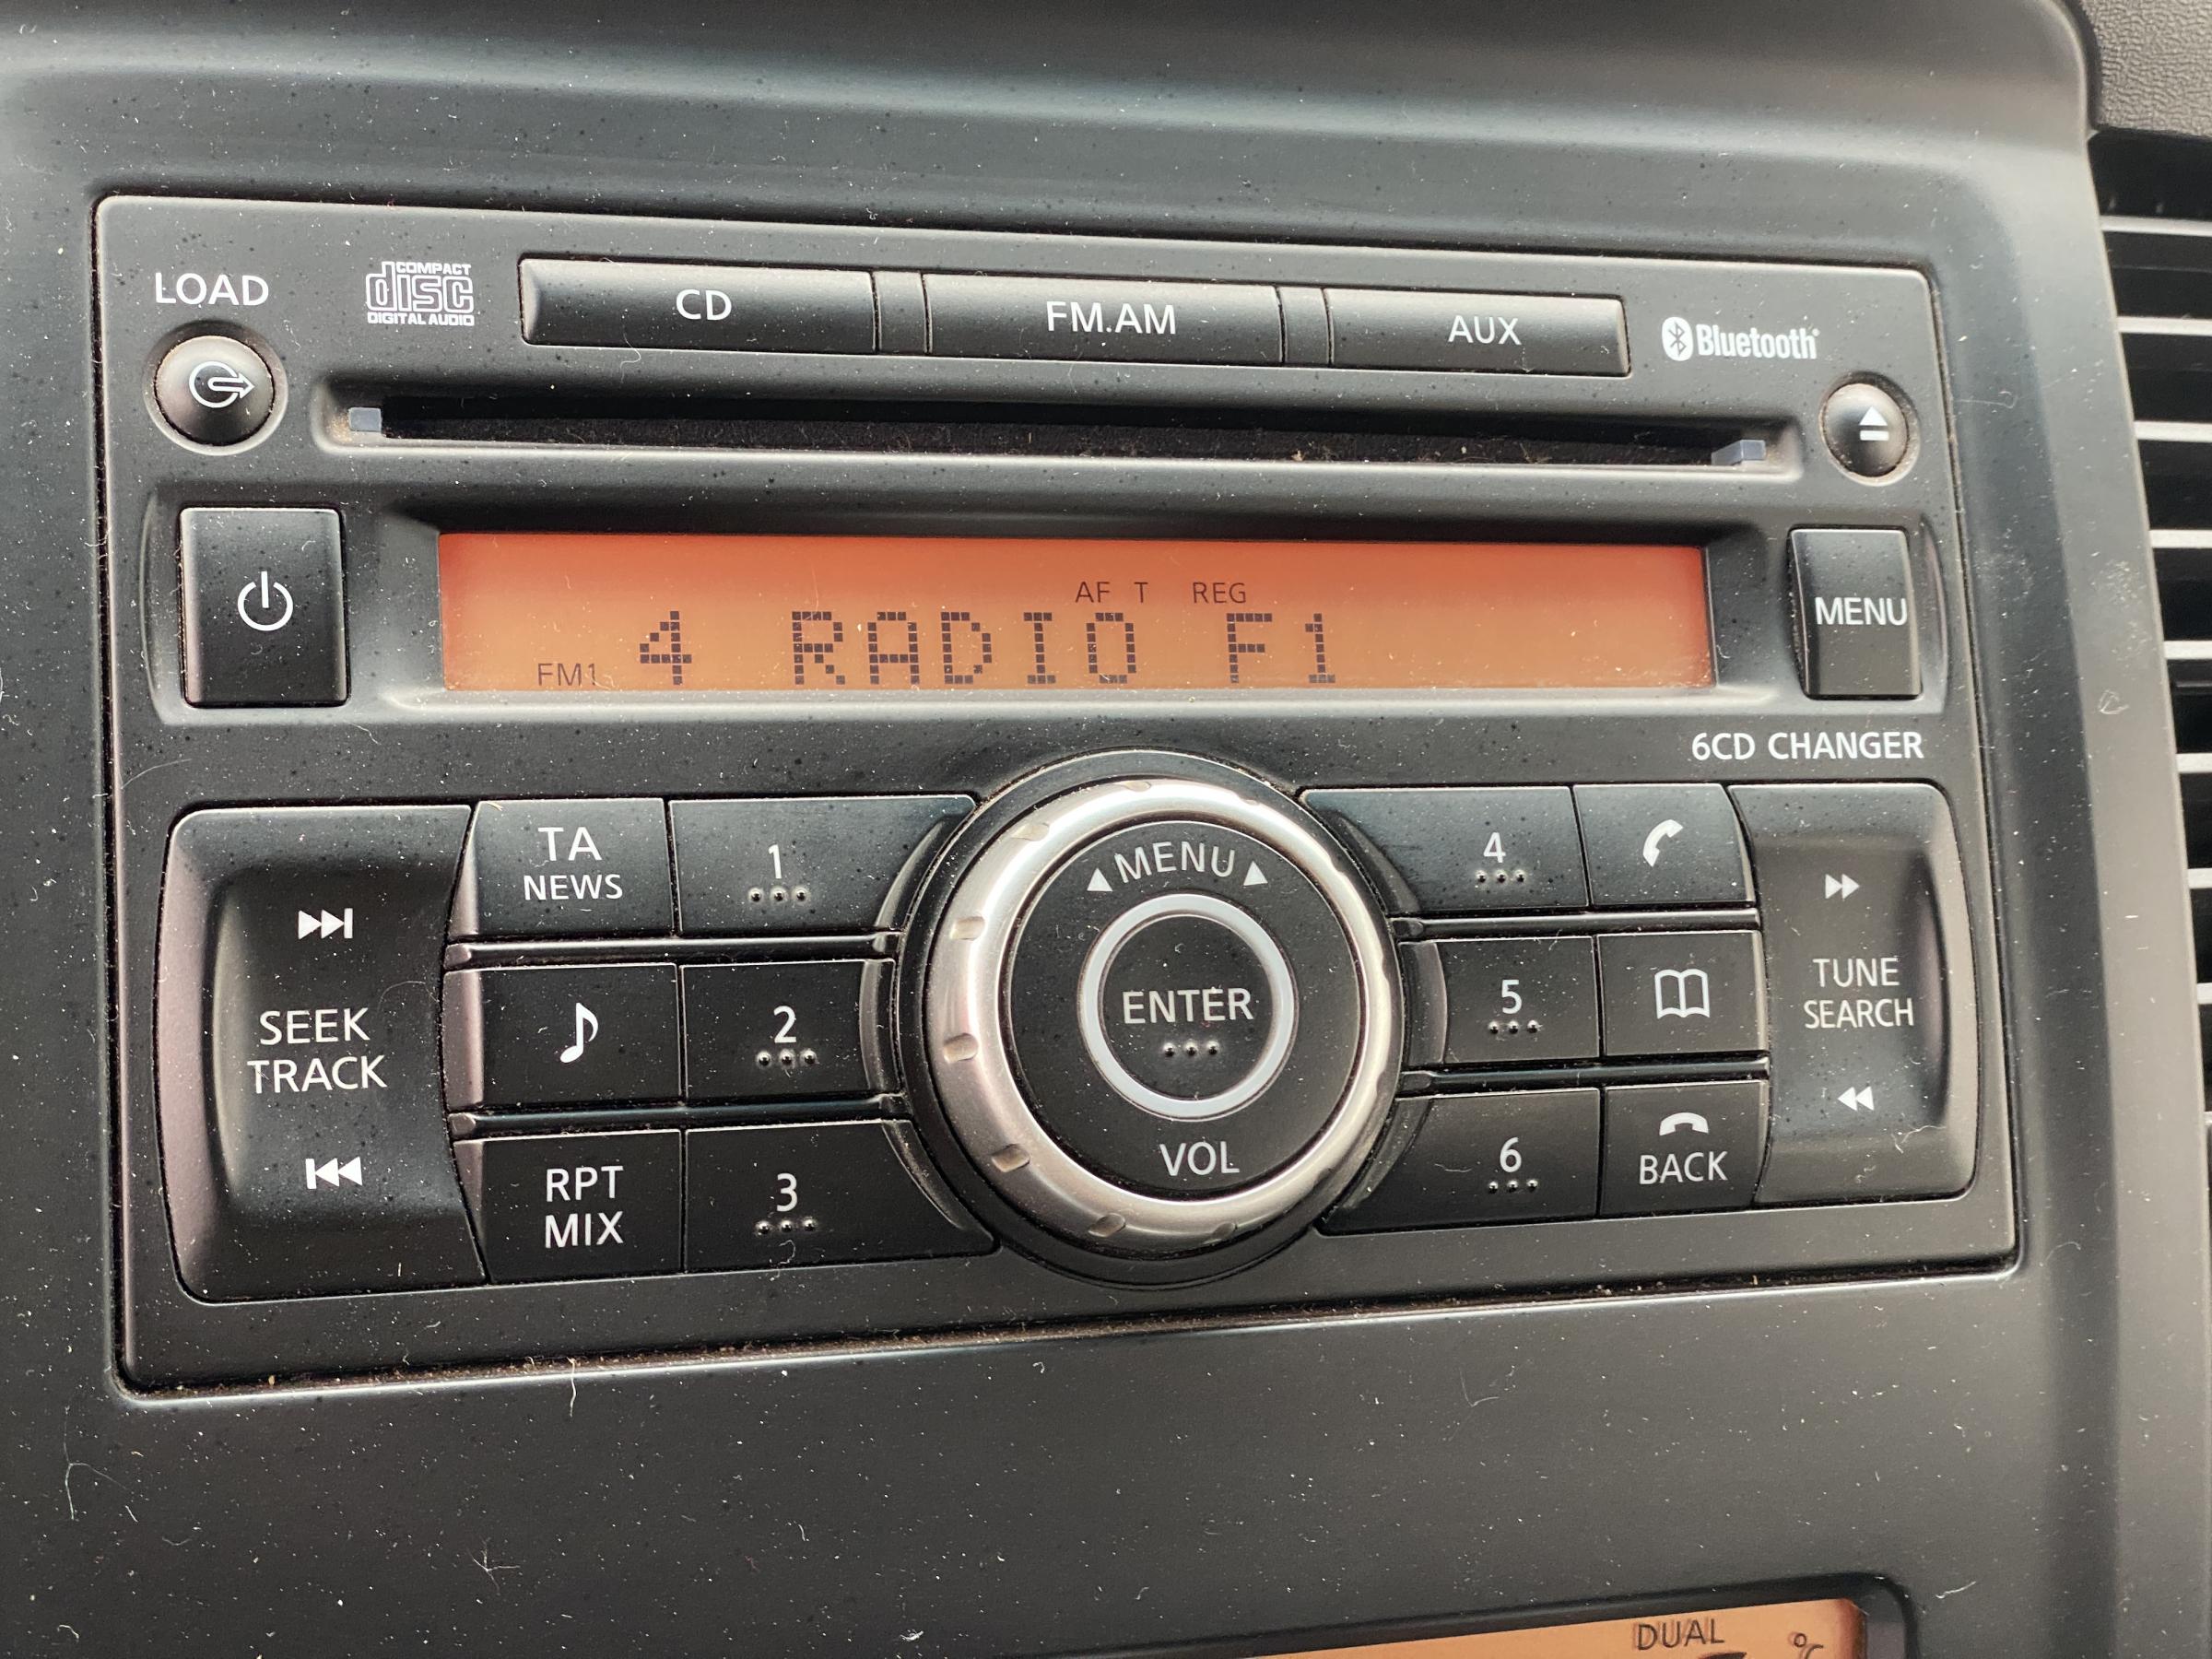 LOAD
COMPACT
disc
DIGITAL AUDIO
CD
FM.AM
AUX
Bluetooth
AF T REG
FM1 4 RADIO F1
MENU
6CD CHANGER
TA
NEWS
1
MENU
4
SEEK
TRACK
2
ENTER
5
TUNE
SEARCH
RPT
MIX
3
VOL
6
BACK
DUAL
°C